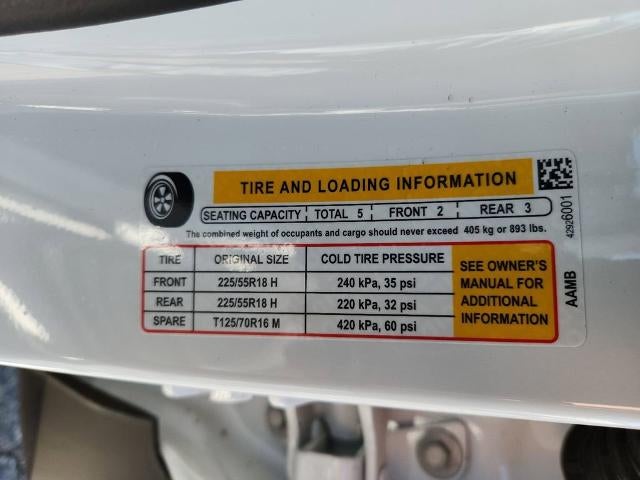 TIRE AND LOADING INFORMATION
SEATING CAPACITY TOTAL 5 FRONT 2 REAR 3
The combined weight of occupants and cargo should never exceed 405 kg or 893 lbs.
TIRE ORIGINAL SIZE COLD TIRE PRESSURE
FRONT 225/55R18 H 240 kPa, 35 psi
REAR 225/55R18 H 220 kPa, 32 psi
SPARE T125/70R16 M 420 kPa, 60 psi
SEE OWNER'S
MANUAL FOR
ADDITIONAL
INFORMATION
42926001
AAMB